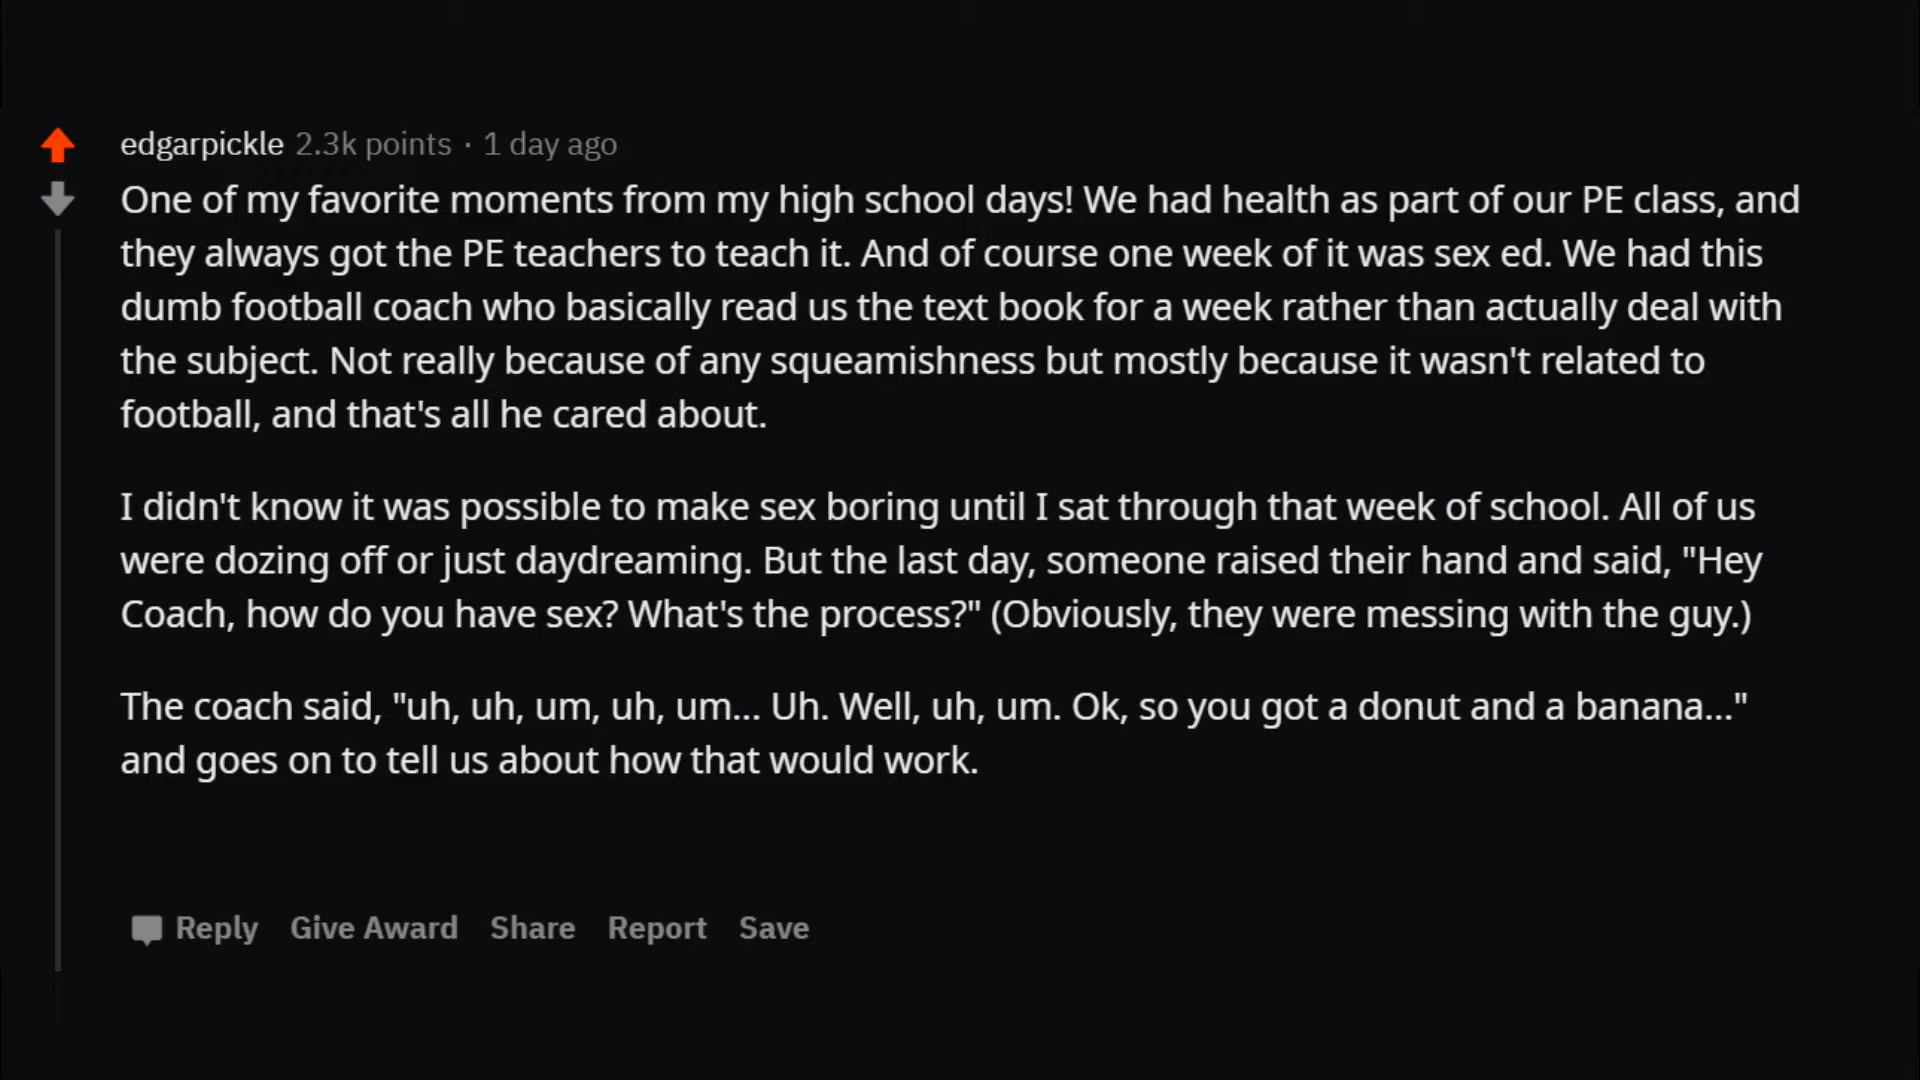 edgarpickle 2.3k points · 1 day ago
One of my favorite moments from my high school days! We had health as part of our PE class, and
they always got the PE teachers to teach it. And of course one week of it was sex ed. We had this
dumb football coach who basically read us the text book for a week rather than actually deal with
the subject. Not really because of any squeamishness but mostly because it wasn't related to
football, and that's all he cared about.
I didn't know it was possible to make sex boring until I sat through that week of school. All of us
were dozing off or just daydreaming. But the last day, someone raised their hand and said, "Hey
Coach, how do you have sex? What's the process?" (Obviously, they were messing with the guy.)
The coach said, "uh, uh, um, uh, um... Uh. Well, uh, um. Ok, so you got a donut and a banana..."
and goes on to tell us about how that would work.
Reply Give Award Share Report Save